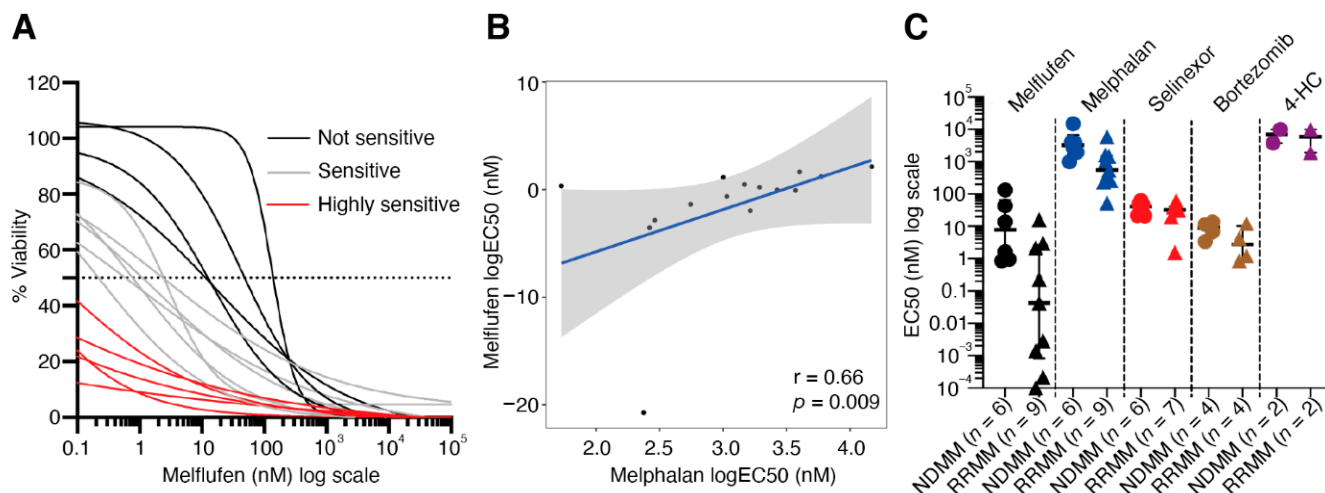 A
120
100
80
60
40
20
0
% Viability
0.1
1
10
100
10³
10⁴
10⁵
Melflufen (nM) log scale
Not sensitive
Sensitive
Highly sensitive
B
10
0
−10
−20
Melflufen logEC50 (nM)
2.0
2.5
3.0
3.5
4.0
Melphalan logEC50 (nM)
r = 0.66
p = 0.009
C
Melflufen
Melphalan
Selinexor
Bortezomib
4-HC
10⁵
10⁴
10³
100
10
1
0.1
0.01
10⁻³
10⁻⁴
EC50 (nM) log scale
NDMM (n = 6)
RRMM (n = 9)
NDMM (n = 6)
RRMM (n = 9)
NDMM (n = 6)
RRMM (n = 7)
NDMM (n = 4)
RRMM (n = 4)
NDMM (n = 2)
RRMM (n = 2)